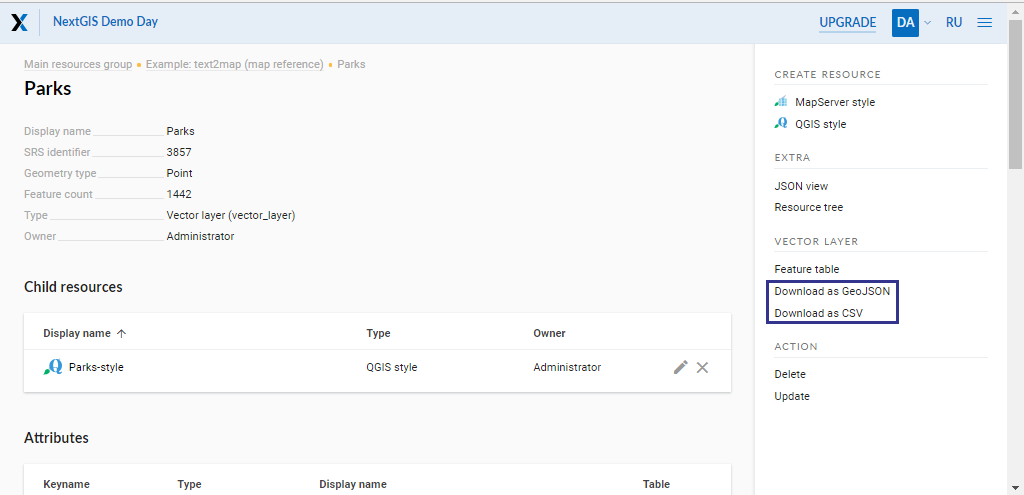 NextGIS Demo Day
UPGRADE
DA
RU
Main resources group • Example: text2map (map reference) • Parks
Parks
Display name Parks
SRS identifier 3857
Geometry type Point
Feature count 1442
Type Vector layer (vector_layer)
Owner Administrator
Child resources
Display name ↑ Type Owner
Parks-style QGIS style Administrator
Attributes
Keyname Type Display name Table
CREATE RESOURCE
MapServer style
QGIS style
EXTRA
JSON view
Resource tree
VECTOR LAYER
Feature table
Download as GeoJSON
Download as CSV
ACTION
Delete
Update